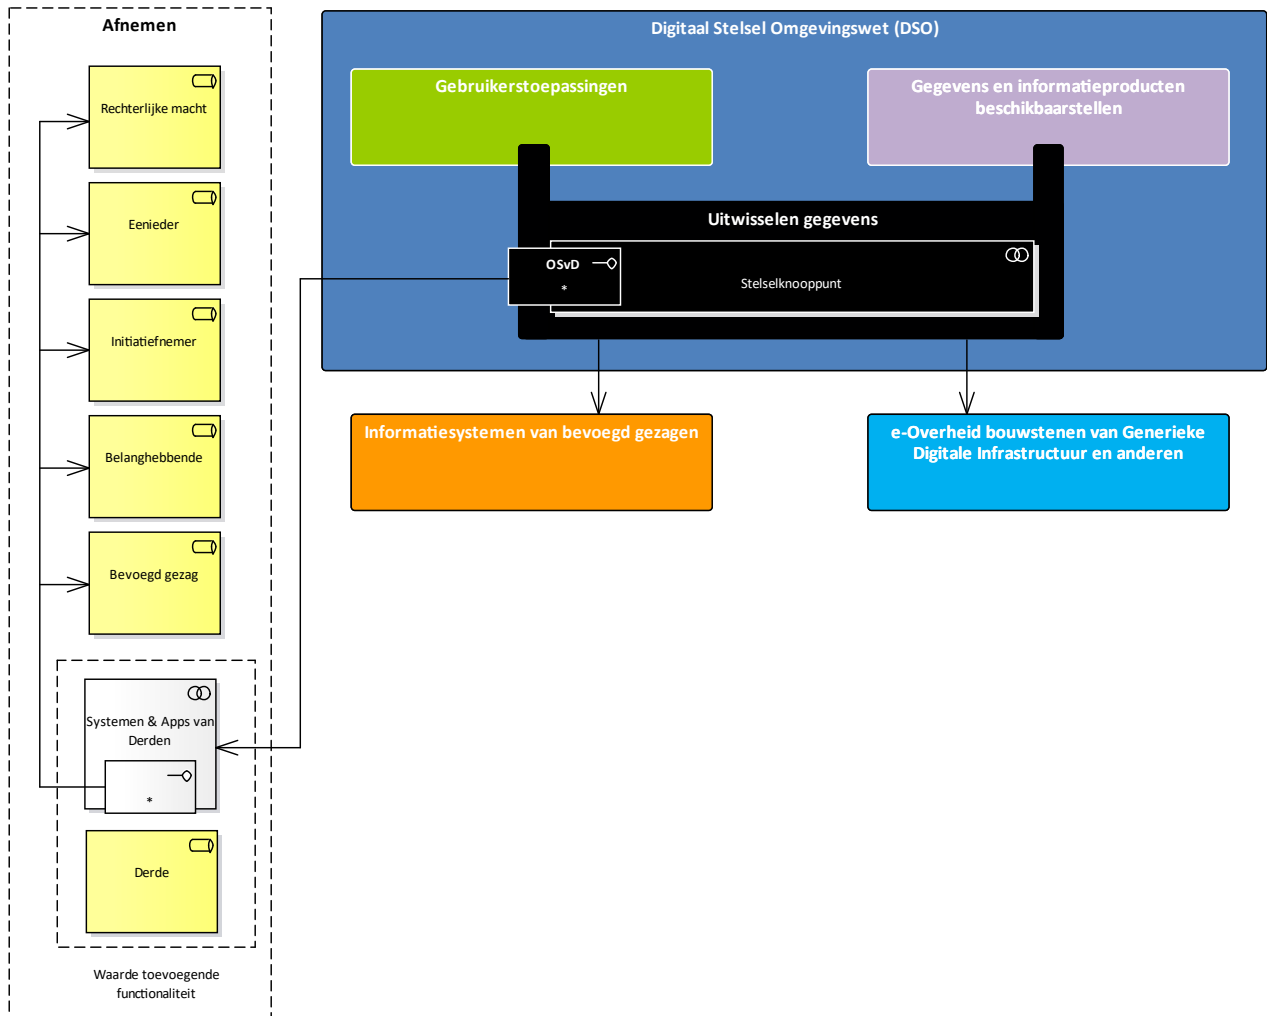 Afnemen
Rechterlijke macht
Eenieder
Initiatiefnemer
Belanghebbende
Bevoegd gezag
Systemen & Apps van
Derden
*
Derde
Waarde toevoegende
functionaliteit
Digitaal Stelsel Omgevingswet (DSO)
Gebruikerstoepassingen
Gegevens en informatieproducten
beschikbaarstellen
Uitwisselen gegevens
OSvD
*
Stelselknooppunt
Informatiesystemen van bevoegd gezagen
e-Overheid bouwstenen van Generieke
Digitale Infrastructuur en anderen